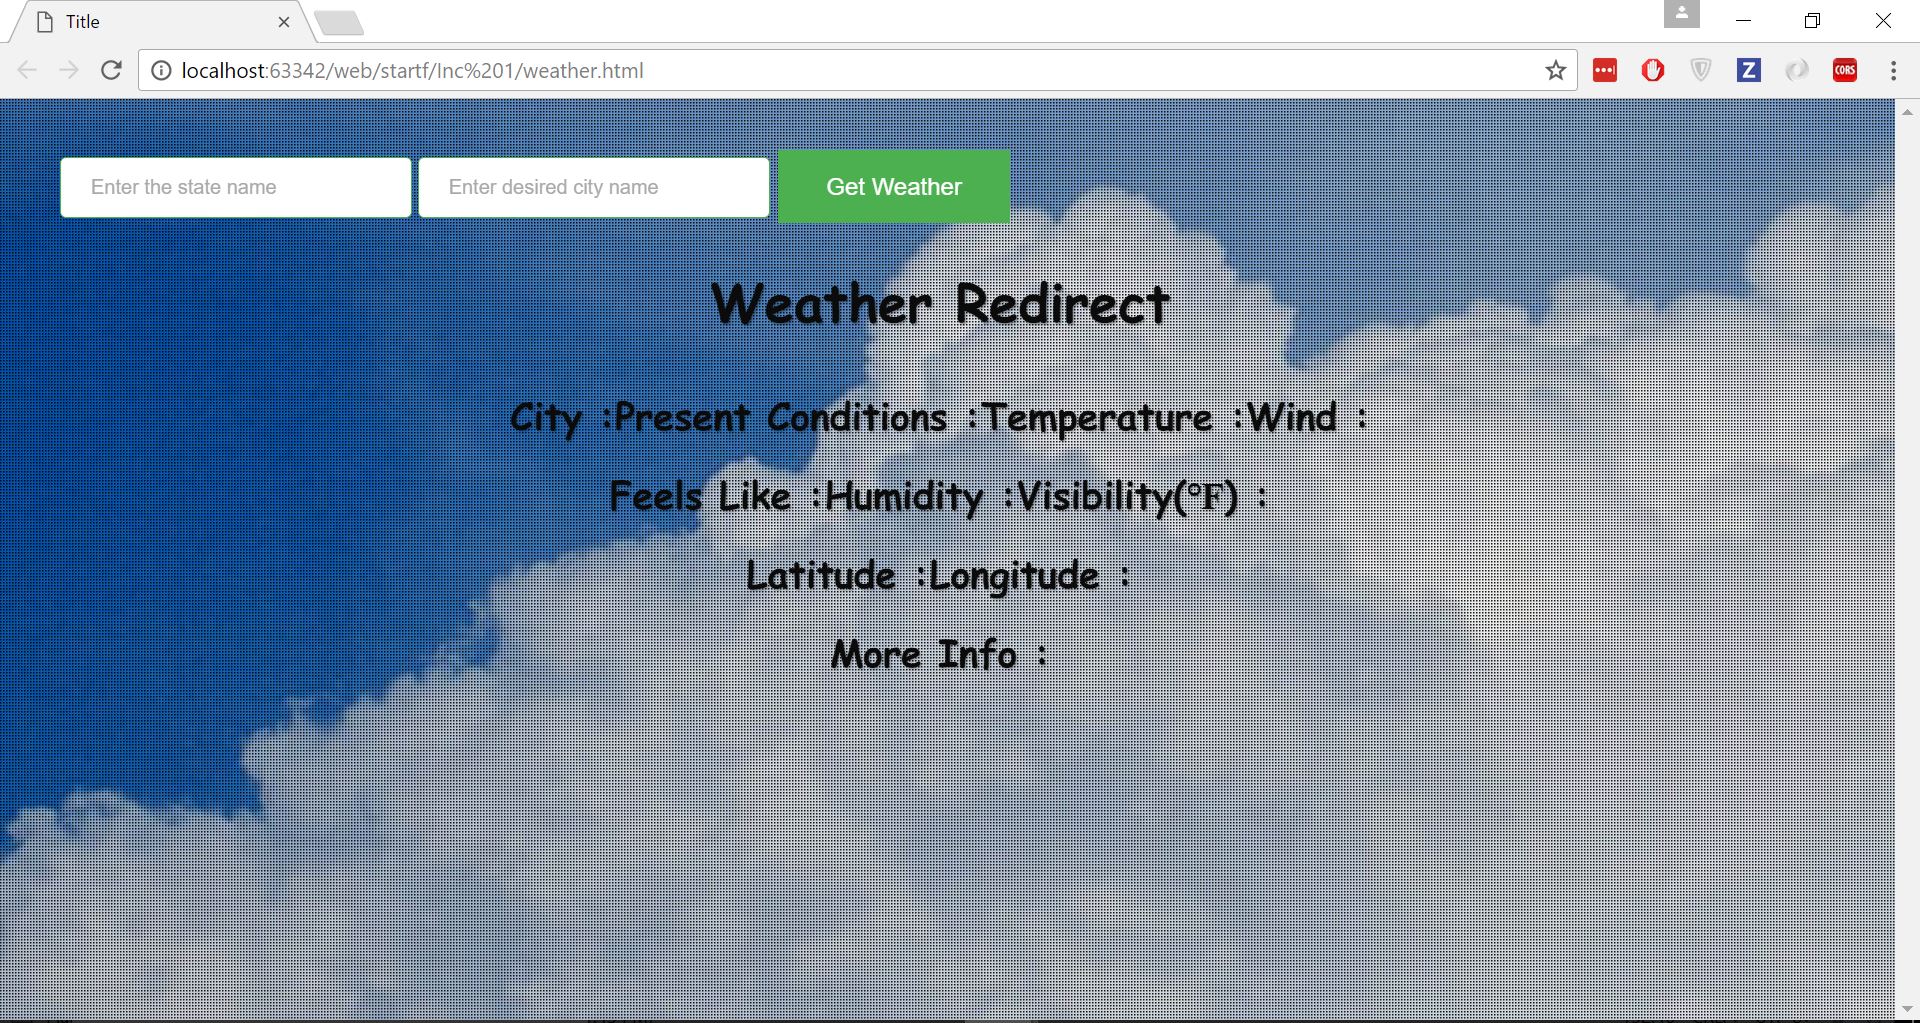 Title
localhost:63342/web/startf/Inc%201/weather.html
Z
CORS
Enter the state name
Enter desired city name
Get Weather
Weather Redirect
City :Present Conditions :Temperature :Wind :
Feels Like :Humidity :Visibility(°F) :
Latitude :Longitude :
More Info :